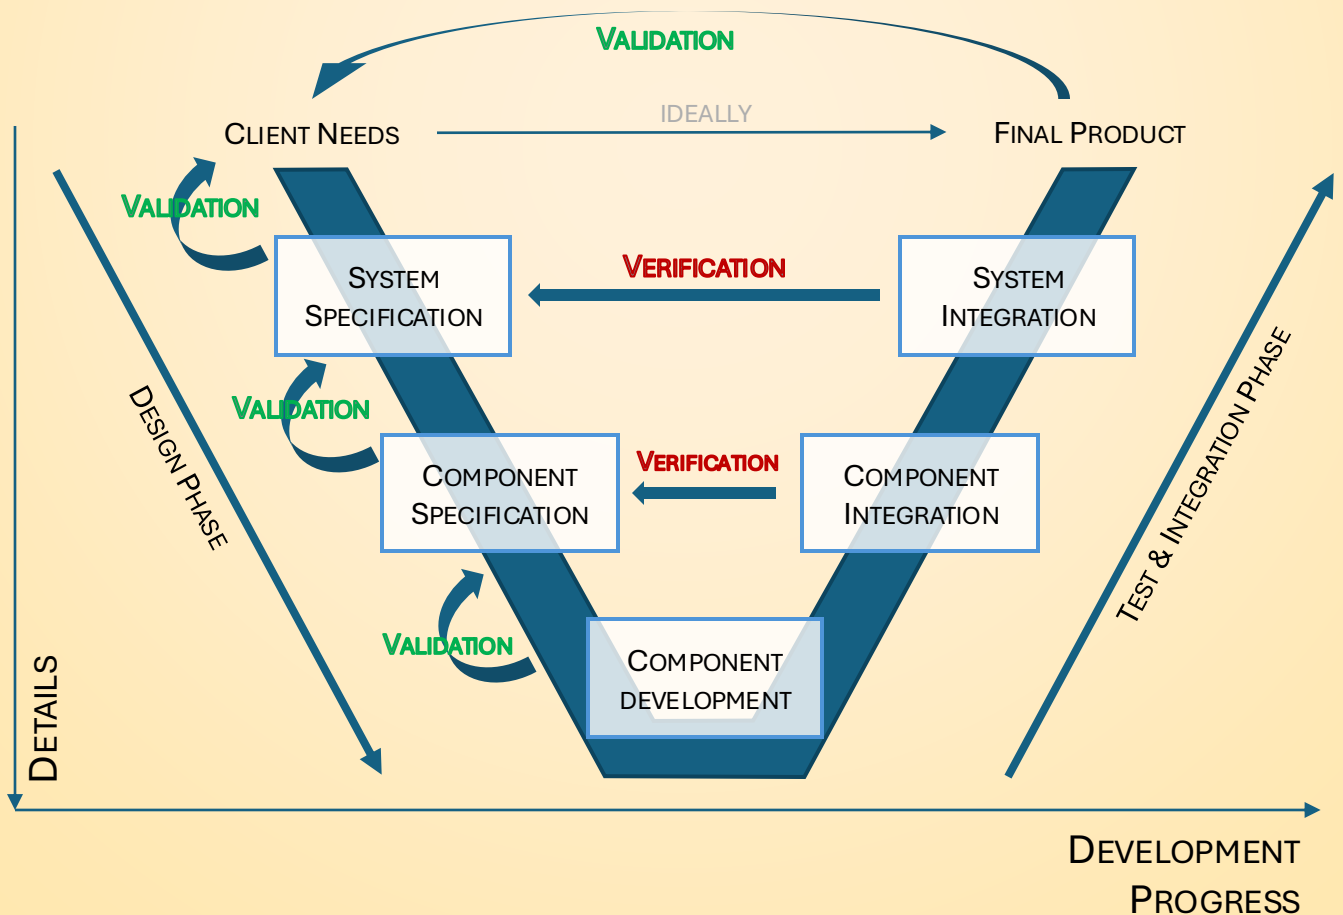 VALIDATION
IDEALLY
CLIENT NEEDS
FINAL PRODUCT
VALIDATION
SYSTEM
SPECIFICATION
VERIFICATION
SYSTEM
INTEGRATION
VALIDATION
DESIGN PHASE
COMPONENT
SPECIFICATION
VERIFICATION
COMPONENT
INTEGRATION
TEST & INTEGRATION PHASE
VALIDATION
COMPONENT
DEVELOPMENT
DETAILS
DEVELOPMENT
PROGRESS